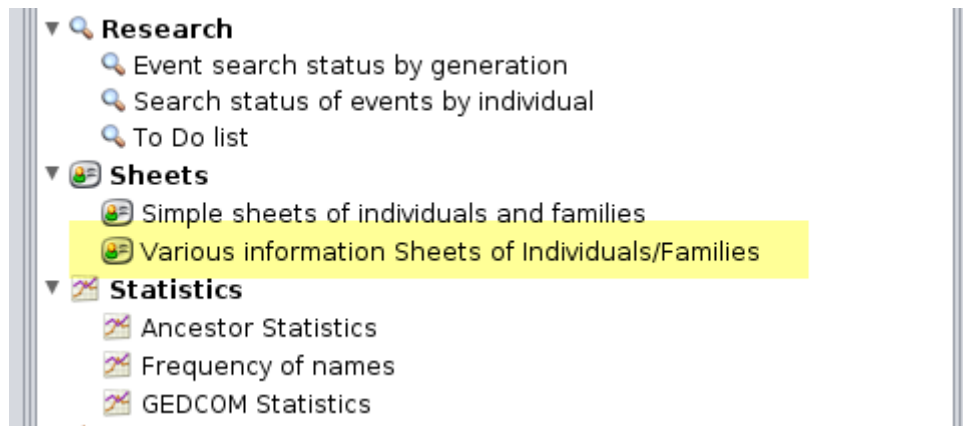 Research
Event search status by generation
Search status of events by individual
To Do list
Sheets
Simple sheets of individuals and families
Various information Sheets of Individuals/Families
Statistics
Ancestor Statistics
Frequency of names
GEDCOM Statistics